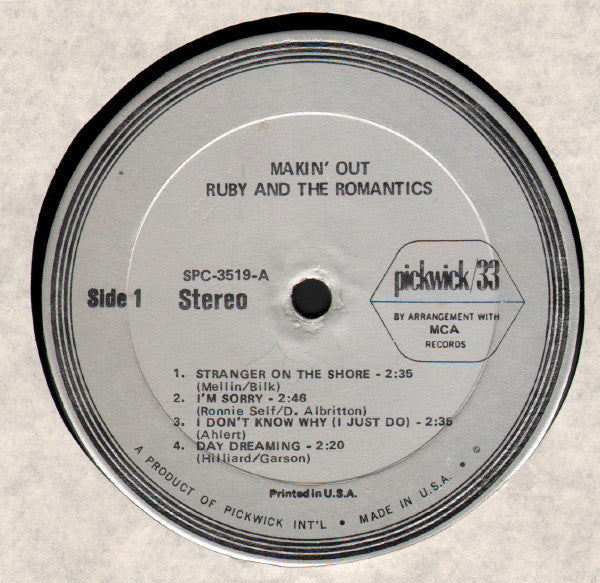 MAKIN' OUT
RUBY AND THE ROMANTICS
SPC-3519-A
Side 1 Stereo
pickwick/33
BY ARRANGEMENT WITH
MCA
RECORDS
1. STRANGER ON THE SHORE - 2:35
(Mellin/Bilk)
2. I'M SORRY - 2:46
(Ronnie Self/D. Albritton)
3. I DON'T KNOW WHY (I JUST DO) - 2:35
(Ahlert)
4. DAY DREAMING - 2:20
(Hilliard/Garson)
Printed in U.S.A.
A PRODUCT OF PICKWICK INT'L • MADE IN U.S.A. •